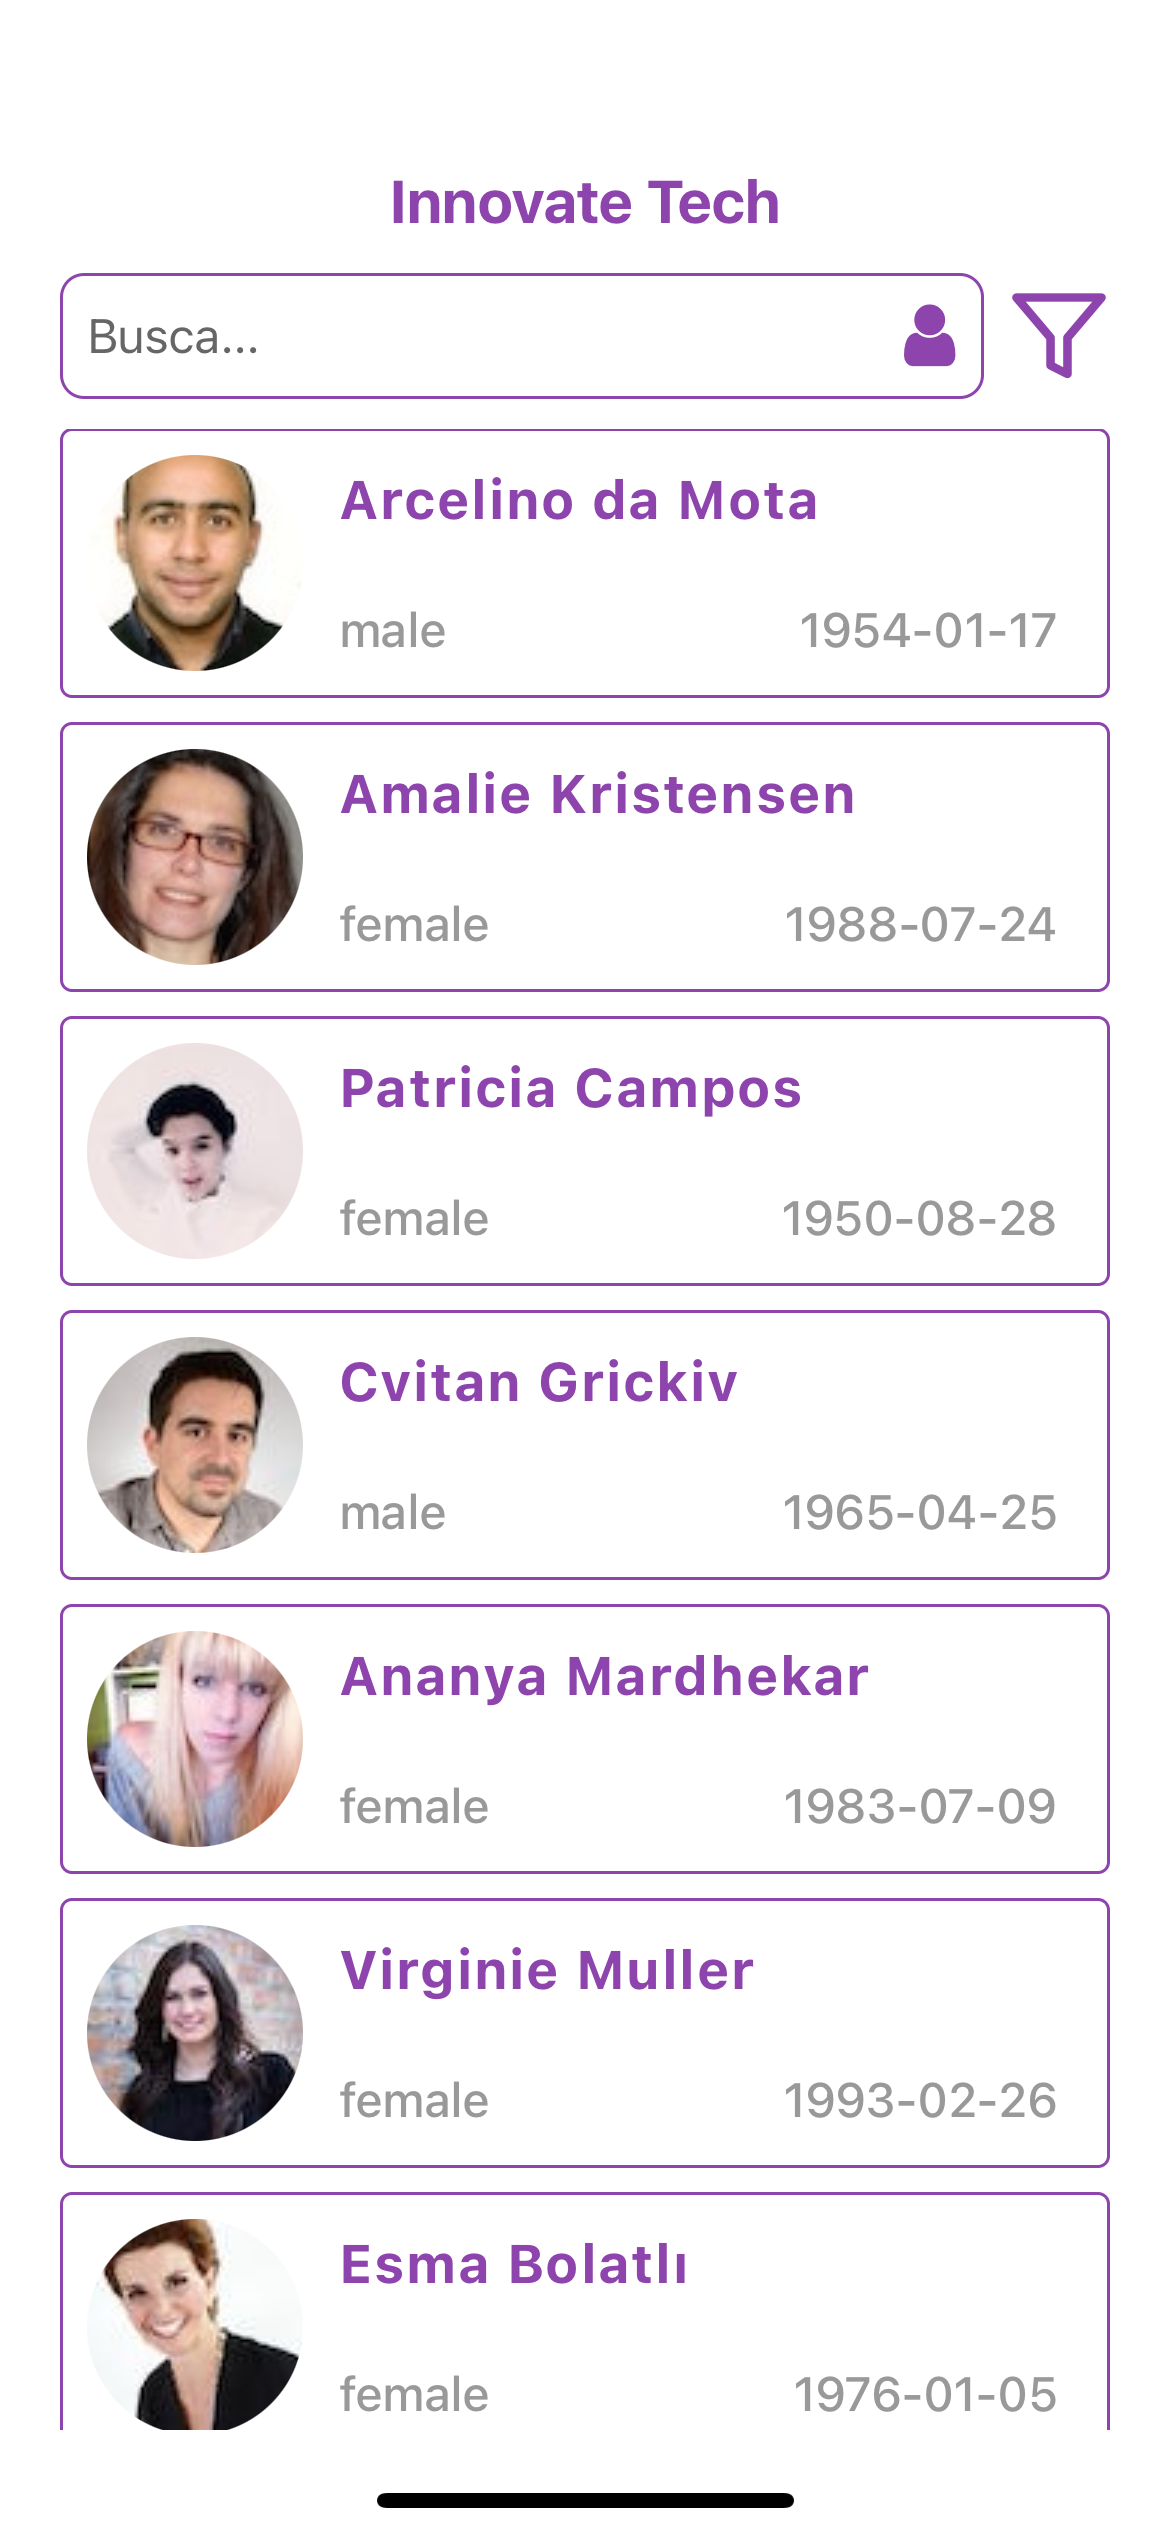 Innovate Tech
Busca...
Arcelino da Mota
male 1954-01-17
Amalie Kristensen
female 1988-07-24
Patricia Campos
female 1950-08-28
Cvitan Grickiv
male 1965-04-25
Ananya Mardhekar
female 1983-07-09
Virginie Muller
female 1993-02-26
Esma Bolatlı
female 1976-01-05